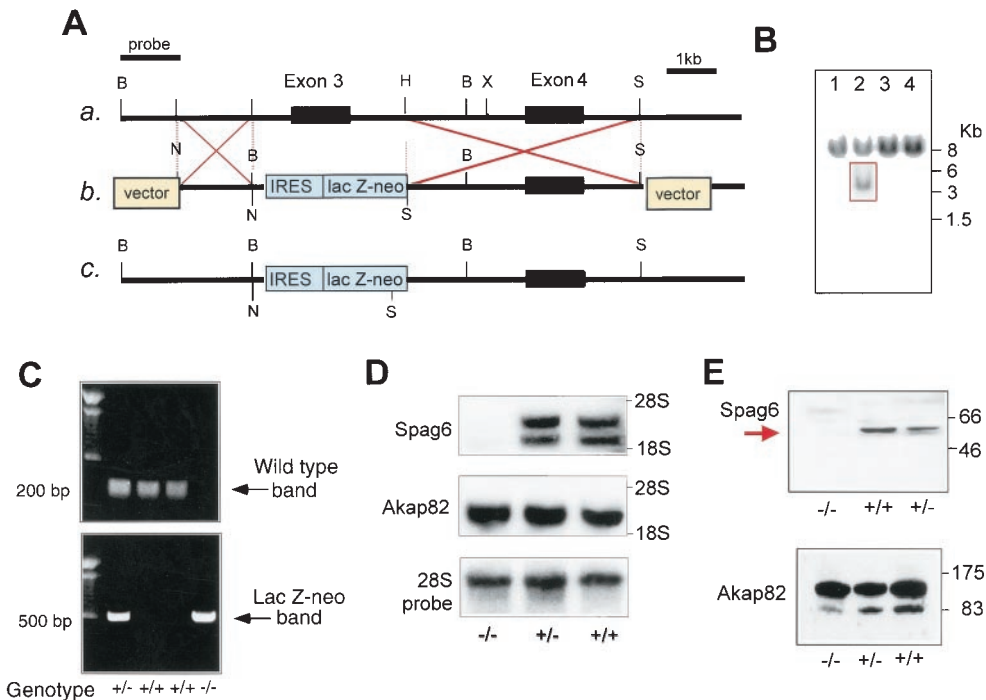 A
probe
1kb
B Exon 3 H B X Exon 4 S
a.
N B B S
b. vector IRES lac Z-neo vector
N S
B B B S
c. IRES lac Z-neo
N S
B
1 2 3 4
Kb
8
6
3
1.5
C
200 bp
Wild type
band
500 bp
Lac Z-neo
band
Genotype +/- +/+ +/+ -/-
D
Spag6
28S
18S
Akap82
28S
18S
28S
probe
-/- +/- +/+
E
Spag6
66
46
-/- +/+ +/-
Akap82
175
83
-/- +/- +/+